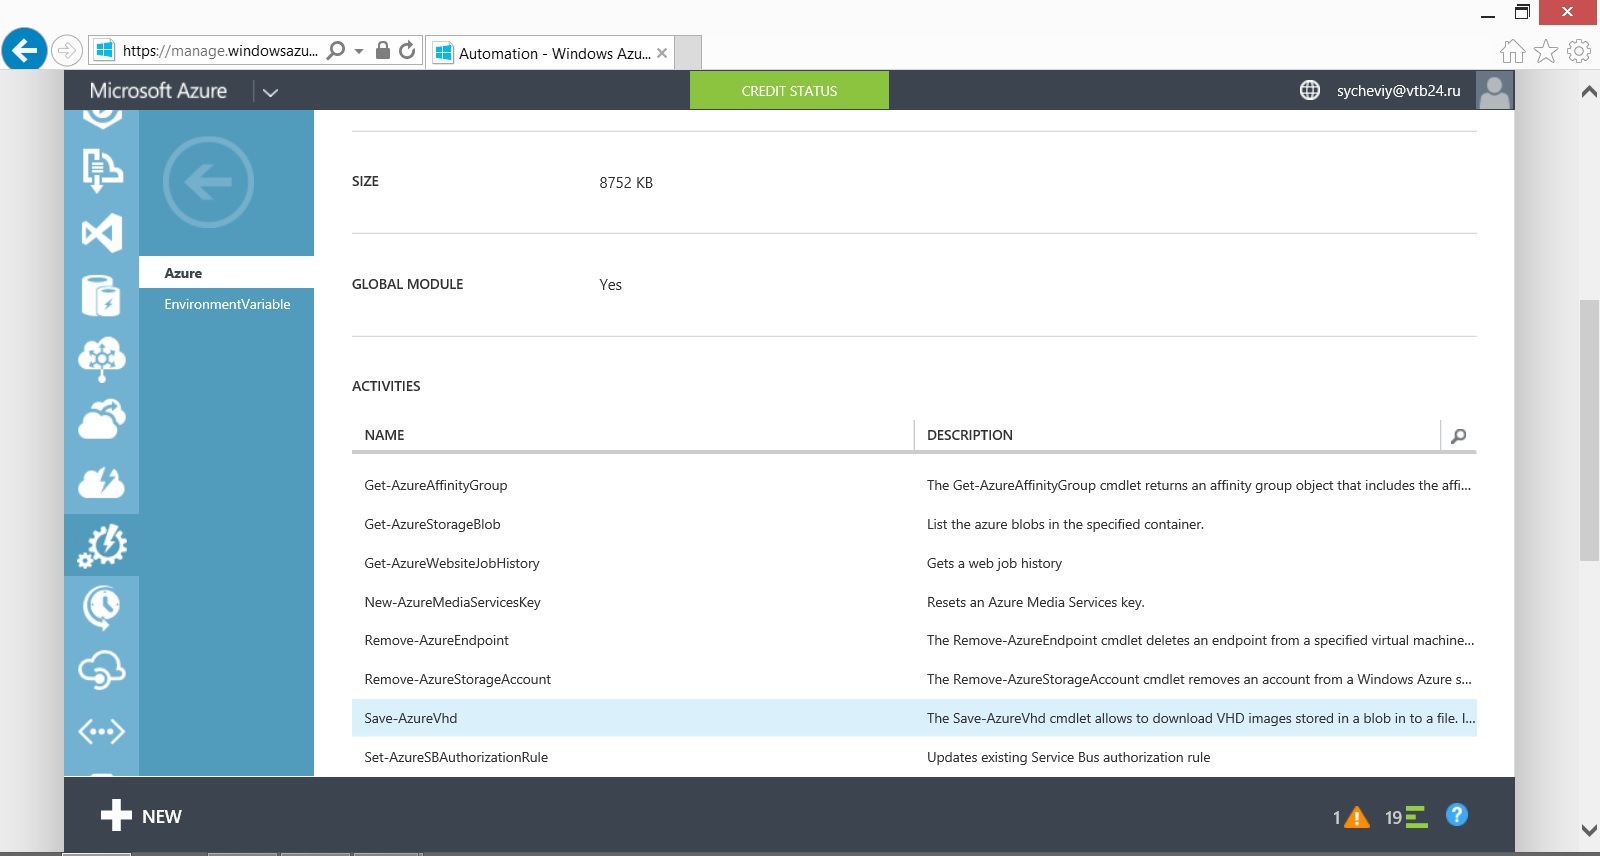 https://manage.windowsazu...
Automation - Windows Azu...
Microsoft Azure
CREDIT STATUS
sycheviy@vtb24.ru
Azure
EnvironmentVariable
SIZE 8752 KB
GLOBAL MODULE Yes
ACTIVITIES
NAME DESCRIPTION
Get-AzureAffinityGroup The Get-AzureAffinityGroup cmdlet returns an affinity group object that includes the affi...
Get-AzureStorageBlob List the azure blobs in the specified container.
Get-AzureWebsiteJobHistory Gets a web job history
New-AzureMediaServicesKey Resets an Azure Media Services key.
Remove-AzureEndpoint The Remove-AzureEndpoint cmdlet deletes an endpoint from a specified virtual machine...
Remove-AzureStorageAccount The Remove-AzureStorageAccount cmdlet removes an account from a Windows Azure s...
Save-AzureVhd The Save-AzureVhd cmdlet allows to download VHD images stored in a blob in to a file. I...
Set-AzureSBAuthorizationRule Updates existing Service Bus authorization rule
NEW
1 19 ?